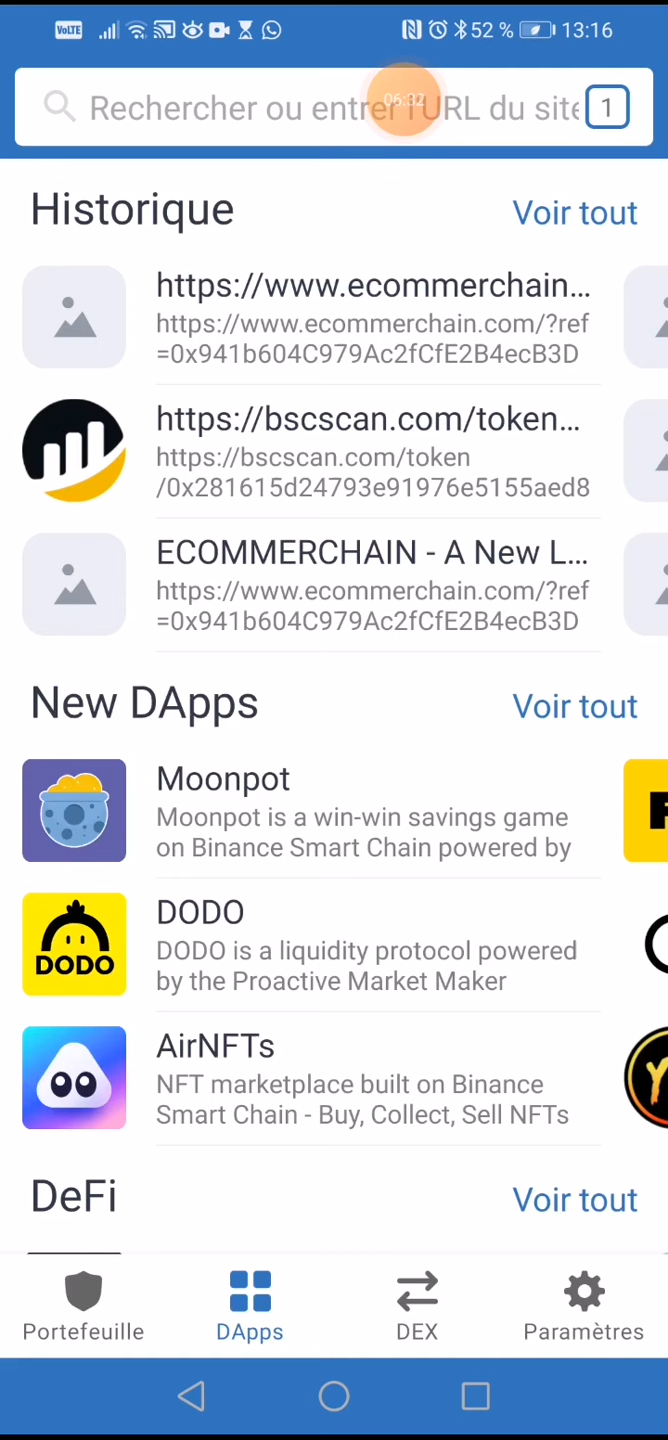 VoLTE 52 % 13:16
Rechercher ou entrer l'URL du site 1
06:32
Historique Voir tout
https://www.ecommerchain...
https://www.ecommerchain.com/?ref
=0x941b604C979Ac2fCfE2B4ecB3D
https://bscscan.com/token...
https://bscscan.com/token
/0x281615d24793e91976e5155aed8
ECOMMERCHAIN - A New L...
https://www.ecommerchain.com/?ref
=0x941b604C979Ac2fCfE2B4ecB3D
New DApps Voir tout
Moonpot
Moonpot is a win-win savings game
on Binance Smart Chain powered by
DODO
DODO
DODO is a liquidity protocol powered
by the Proactive Market Maker
AirNFTs
NFT marketplace built on Binance
Smart Chain - Buy, Collect, Sell NFTs
DeFi Voir tout
Portefeuille DApps DEX Paramètres